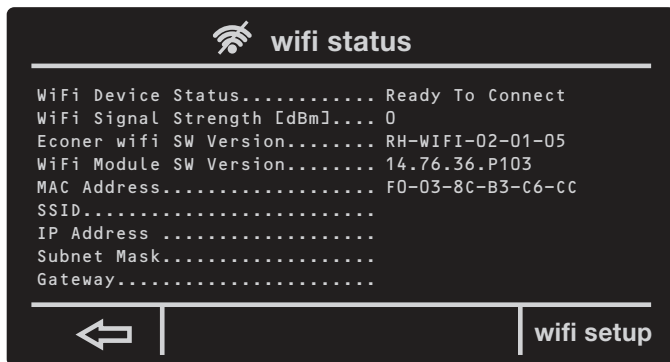 wifi status
WiFi Device Status............ Ready To Connect
WiFi Signal Strength [dBm].... 0
Econer wifi SW Version........ RH-WIFI-02-01-05
WiFi Module SW Version........ 14.76.36.P103
MAC Address................... F0-03-8C-B3-C6-CC
SSID..........................
IP Address ...................
Subnet Mask...................
Gateway.......................
wifi setup